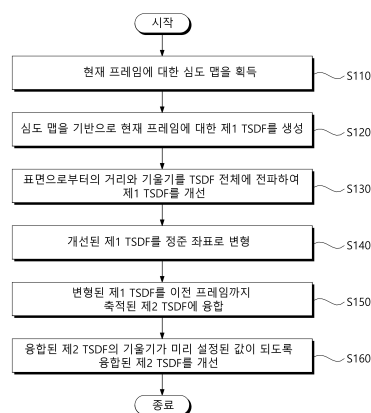 시작
현재 프레임에 대한 심도 맵을 획득
S110
심도 맵을 기반으로 현재 프레임에 대한 제1 TSDF를 생성
S120
표면으로부터의 거리와 기울기를 TSDF 전체에 전파하여
제1 TSDF를 개선
S130
개선된 제1 TSDF를 정준 좌표로 변형
S140
변형된 제1 TSDF를 이전 프레임까지
축적된 제2 TSDF에 융합
S150
융합된 제2 TSDF의 기울기가 미리 설정된 값이 되도록
융합된 제2 TSDF를 개선
S160
종료